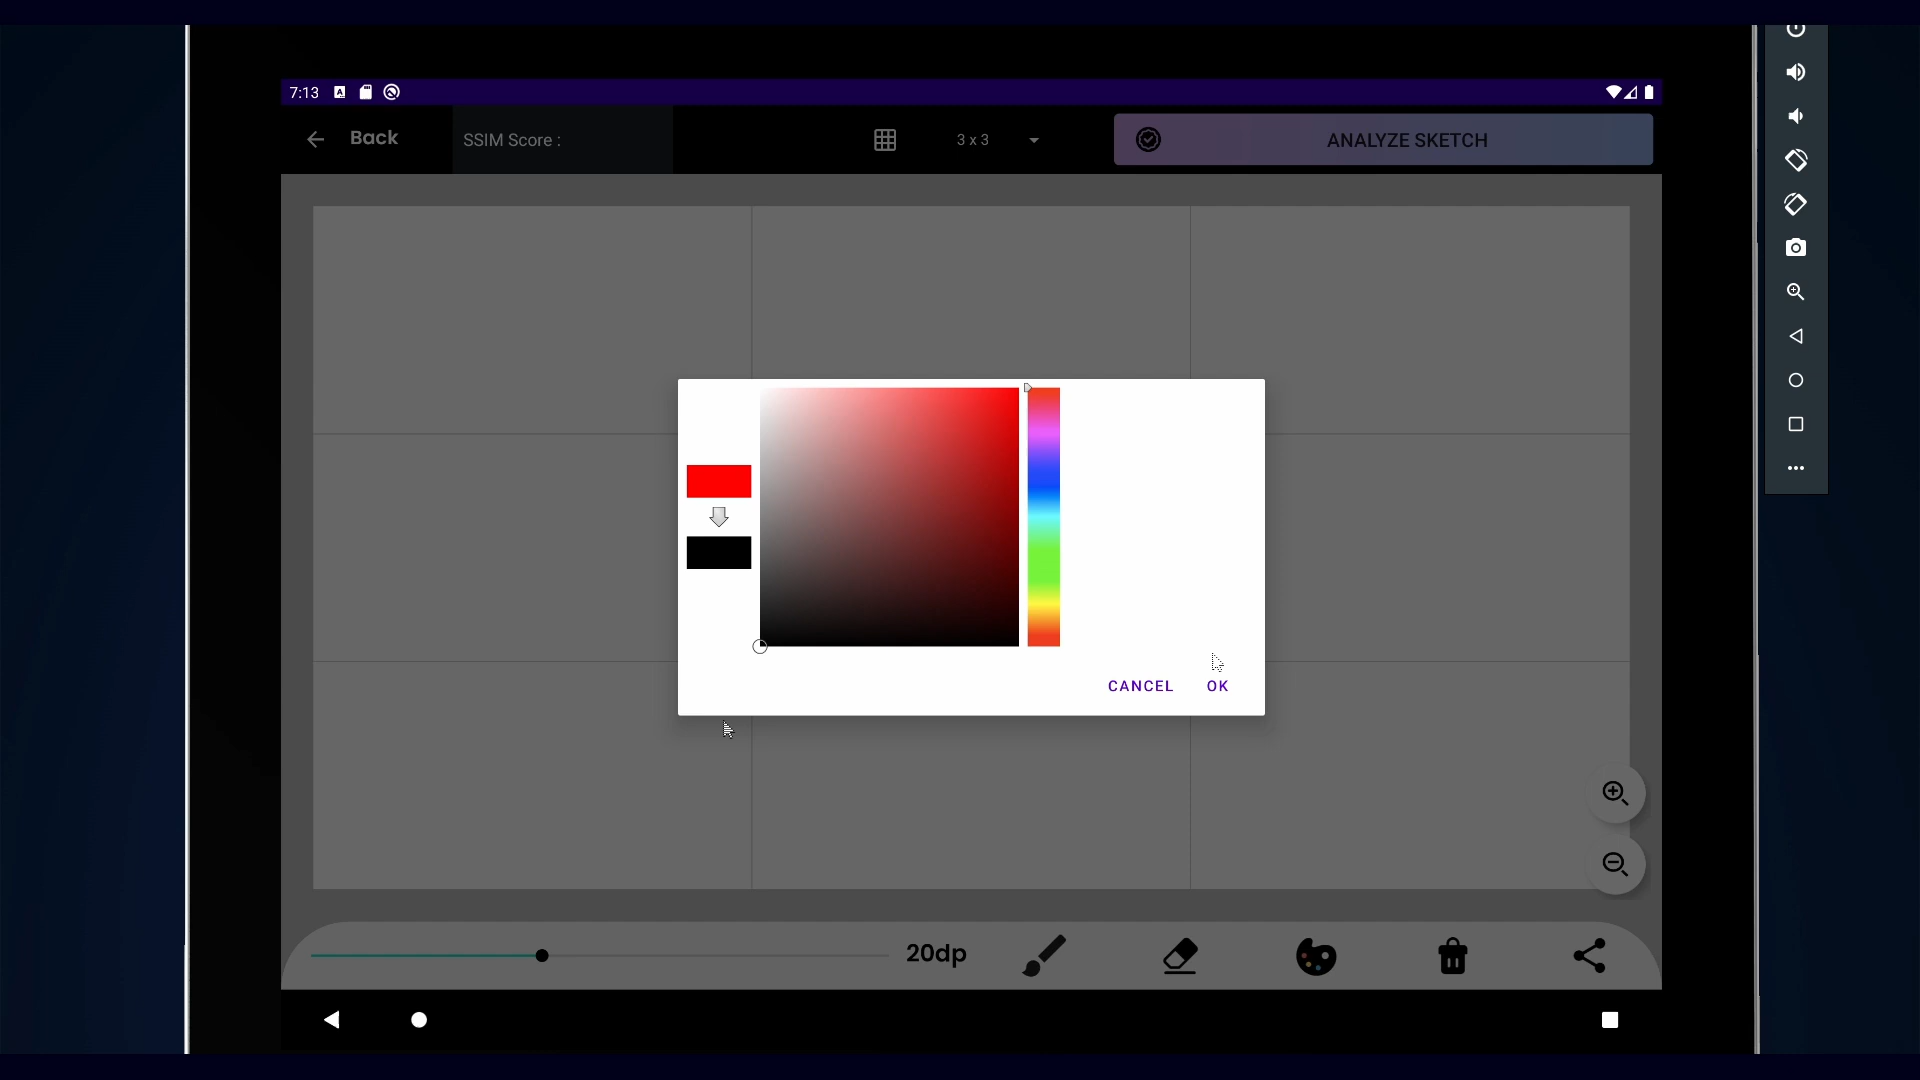 7:13
Back
SSIM Score :
3 x 3
ANALYZE SKETCH
CANCEL
OK
20dp